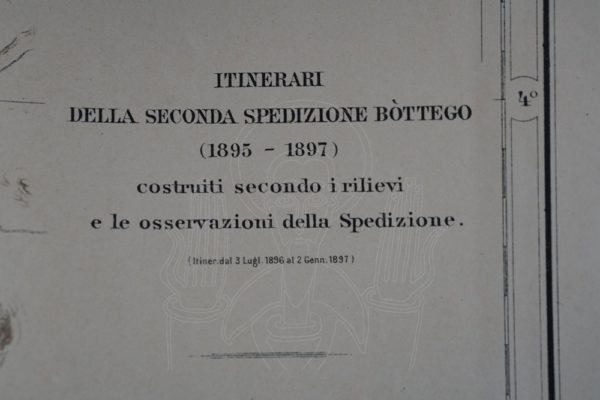 ITINERARI
DELLA SECONDA SPEDIZIONE BÒTTEGO
(1895 - 1897)
costruiti secondo i rilievi
e le osservazioni della Spedizione.
(Itiner. dal 3 Lugl. 1896 al 2 Genn. 1897)
4º